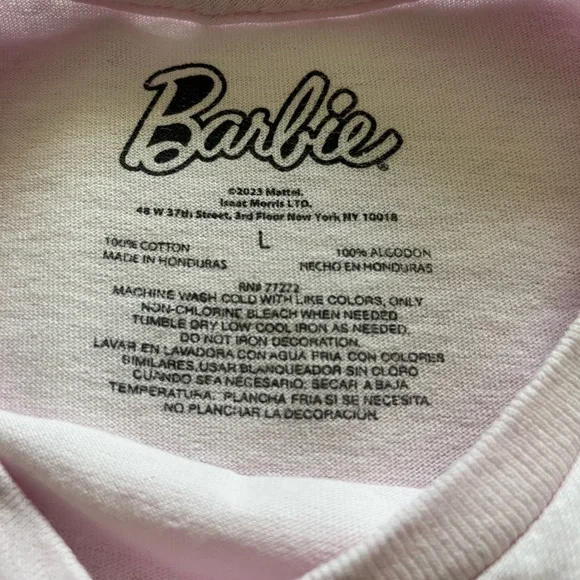 Barbie
©2023 Mattel.
Isaac Morris LTD.
48 W 37th Street, 3rd Floor New York NY 10018
L
100% COTTON
MADE IN HONDURAS
100% ALGODON
HECHO EN HONDURAS
RN# 77272
MACHINE WASH COLD WITH LIKE COLORS, ONLY
NON-CHLORINE BLEACH WHEN NEEDED
TUMBLE DRY LOW COOL IRON AS NEEDED.
DO NOT IRON DECORATION.
LAVAR EN LAVADORA CON AGUA FRIA CON COLORES
SIMILARES, USAR BLANQUEADOR SIN CLORO
CUANDO SEA NECESARIO; SECAR A BAJA
TEMPERATURA; PLANCHA FRIA SI SE NECESITA.
NO PLANCHAR LA DECORACION.